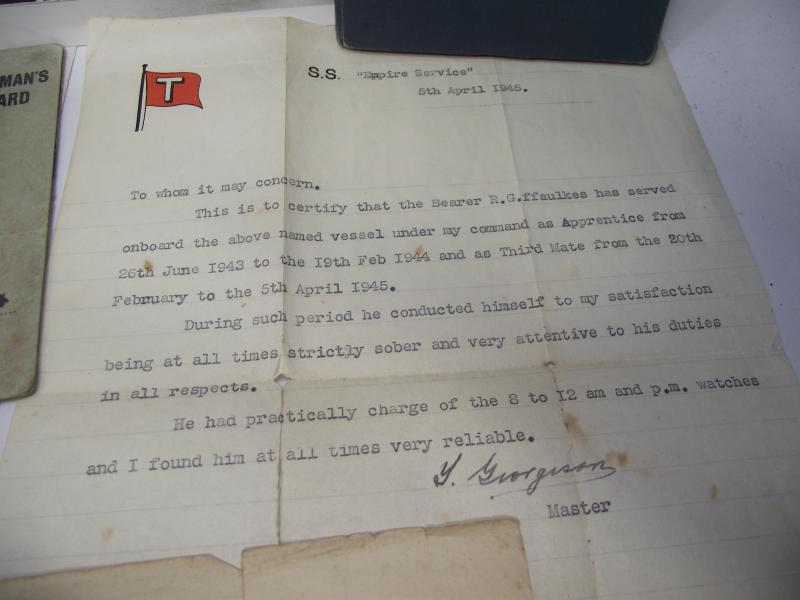 MAN'S
ARD
T
S.S. "Empire Service"
5th April 1945.
To whom it may concern.
This is to certify that the Bearer R.G.ffaulkes has served
onboard the above named vessel under my command as Apprentice from
26th June 1943 to the 19th Feb 1944 and as Third Mate from the 20th
February to the 5th April 1945.
During such period he conducted himself to my satisfaction
being at all times strictly sober and very attentive to his duties
in all respects.
He had practically charge of the 8 to 12 am and p.m. watches
and I found him at all times very reliable.
Y. Georgeson
Master